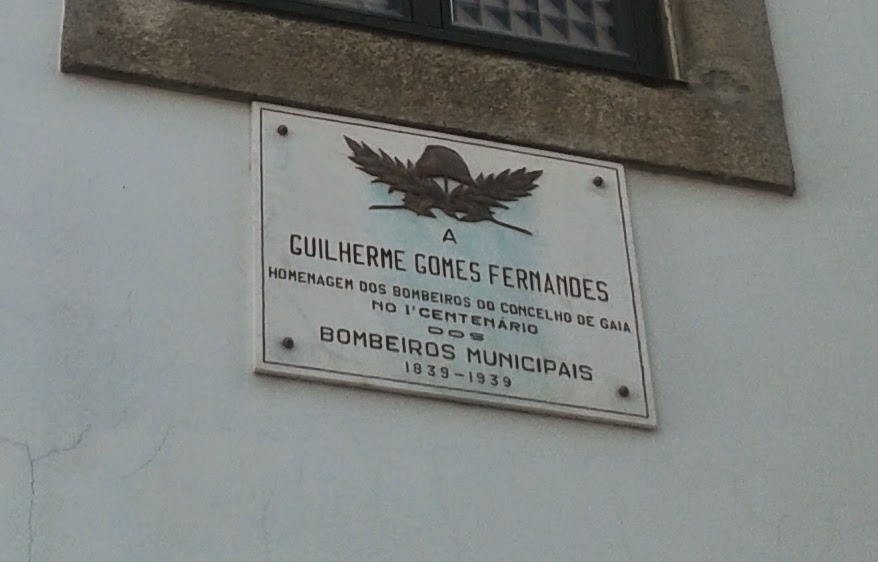 A
GUILHERME GOMES FERNANDES
HOMENAGEM DOS BOMBEIROS DO CONCELHO DE GAIA
NO 1º CENTENÁRIO
DOS
BOMBEIROS MUNICIPAIS
1839-1939